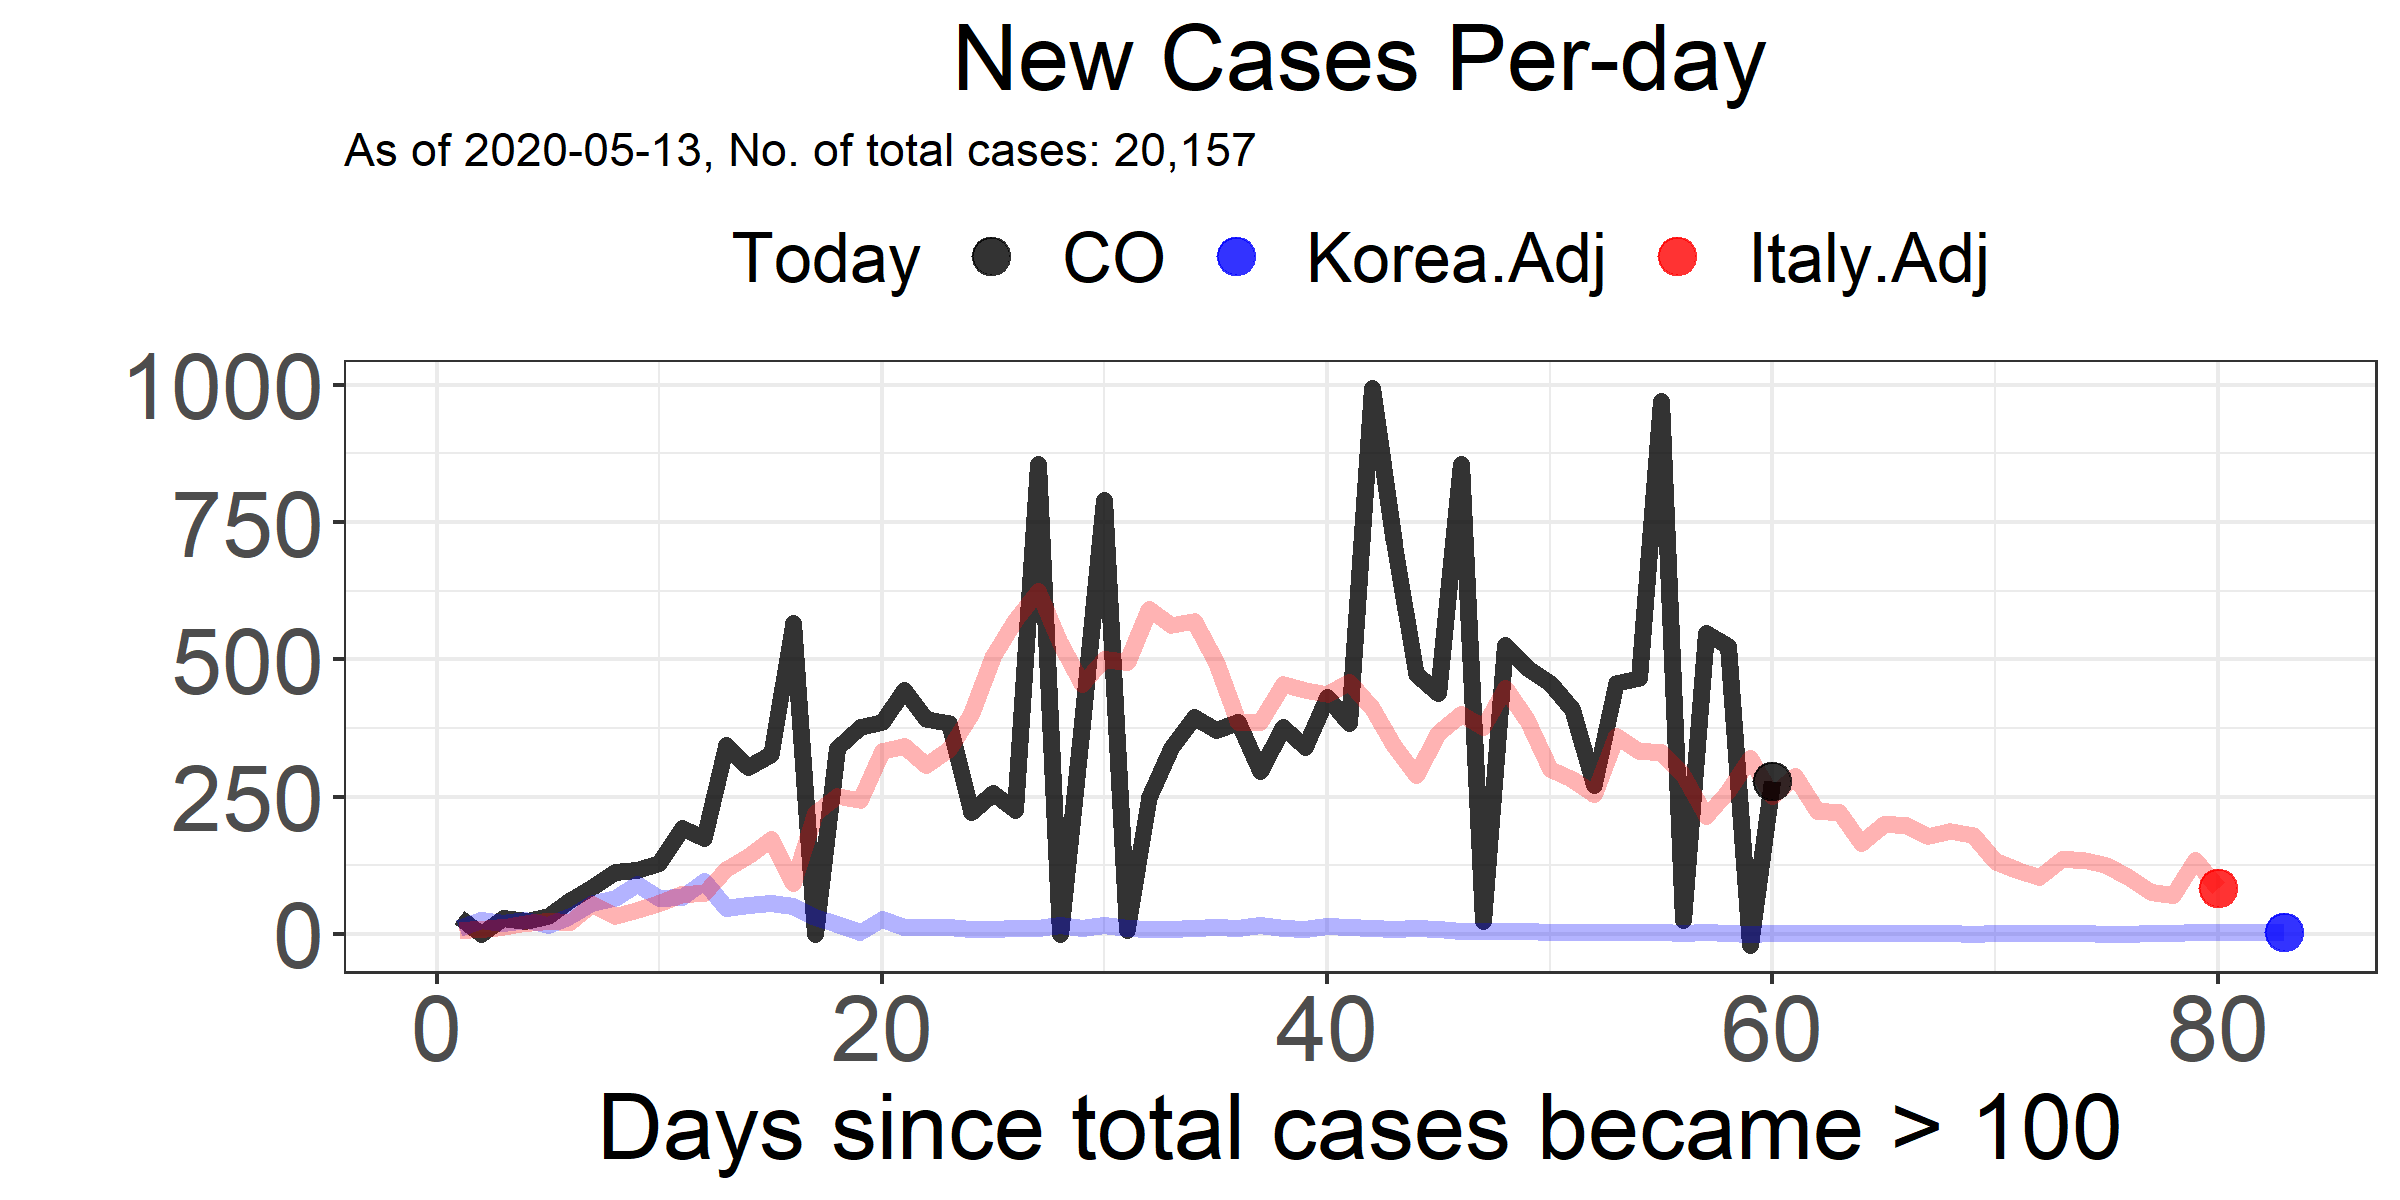 New Cases Per-day
As of 2020-05-13, No. of total cases: 20,157
Today CO Korea.Adj Italy.Adj
1000
750
500
250
0
0 20 40 60 80
Days since total cases became > 100